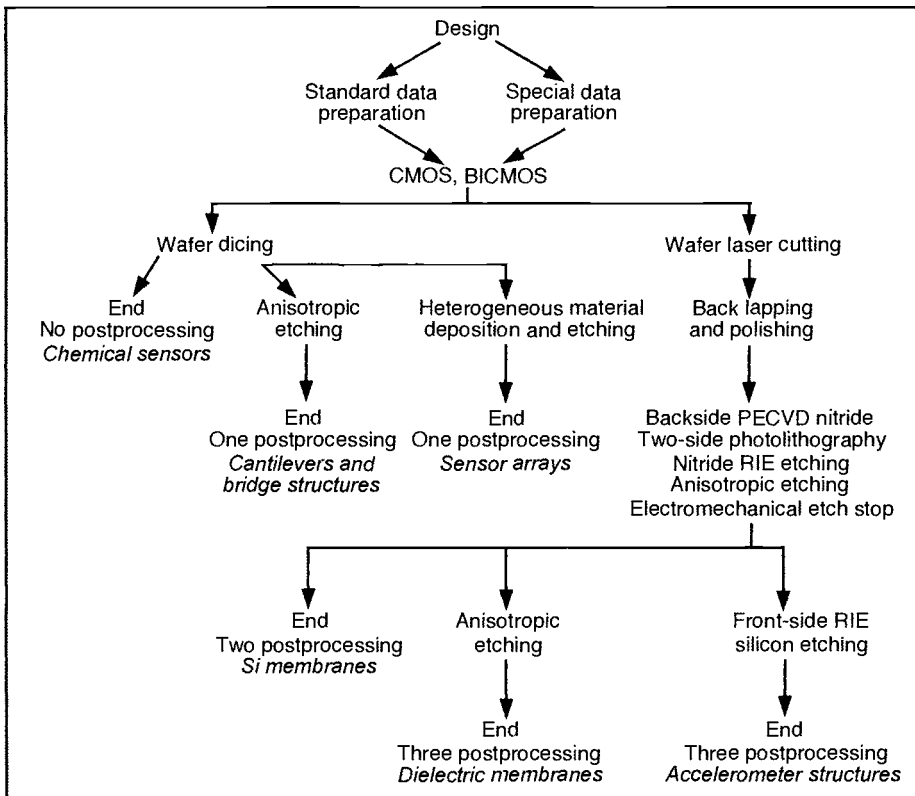 Design
Standard data
preparation
Special data
preparation
CMOS, BICMOS
Wafer dicing
Wafer laser cutting
End
No postprocessing
Chemical sensors
Anisotropic
etching
Heterogeneous material
deposition and etching
Back lapping
and polishing
End
One postprocessing
Cantilevers and
bridge structures
End
One postprocessing
Sensor arrays
Backside PECVD nitride
Two-side photolithography
Nitride RIE etching
Anisotropic etching
Electromechanical etch stop
End
Two postprocessing
Si membranes
Anisotropic
etching
Front-side RIE
silicon etching
End
Three postprocessing
Dielectric membranes
End
Three postprocessing
Accelerometer structures